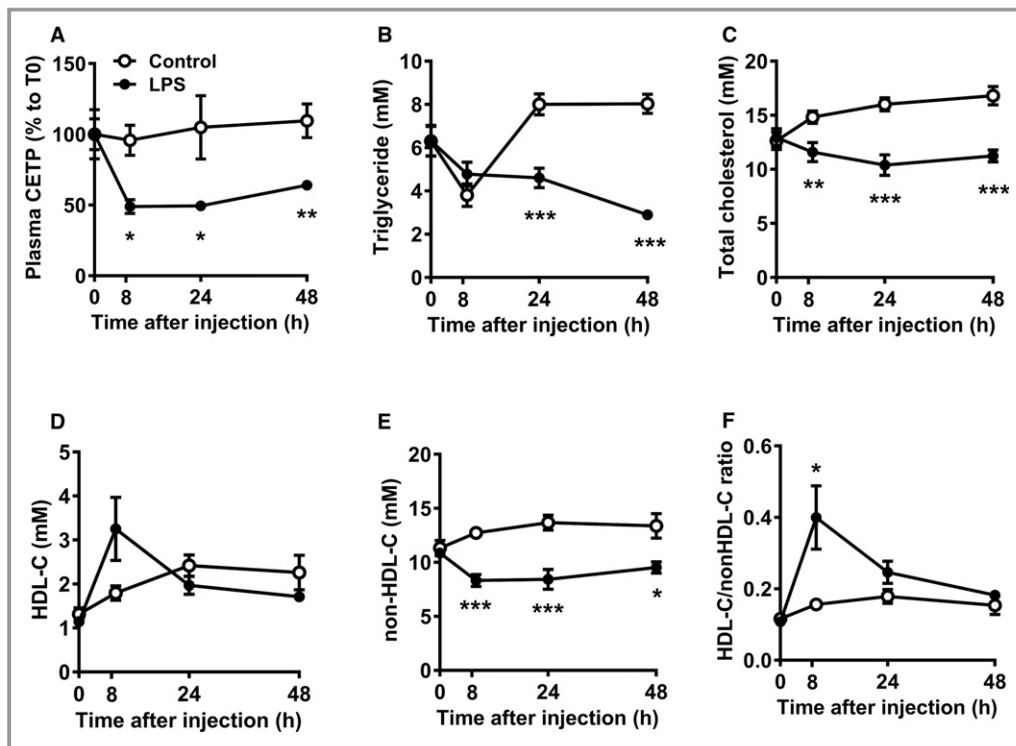 A
Control
LPS
Plasma CETP (% to T0)
150
100
50
0
0 8 24 48
Time after injection (h)
*
*
**
B
Triglyceride (mM)
8
6
4
2
0
0 8 24 48
Time after injection (h)
***
***
C
Total cholesterol (mM)
20
15
10
5
0
0 8 24 48
Time after injection (h)
**
***
***
D
HDL-C (mM)
5
4
3
2
1
0
0 8 24 48
Time after injection (h)
E
non-HDL-C (mM)
20
15
10
5
0
0 8 24 48
Time after injection (h)
***
***
*
F
HDL-C/nonHDL-C ratio
0.6
0.4
0.2
0.0
0 8 24 48
Time after injection (h)
*